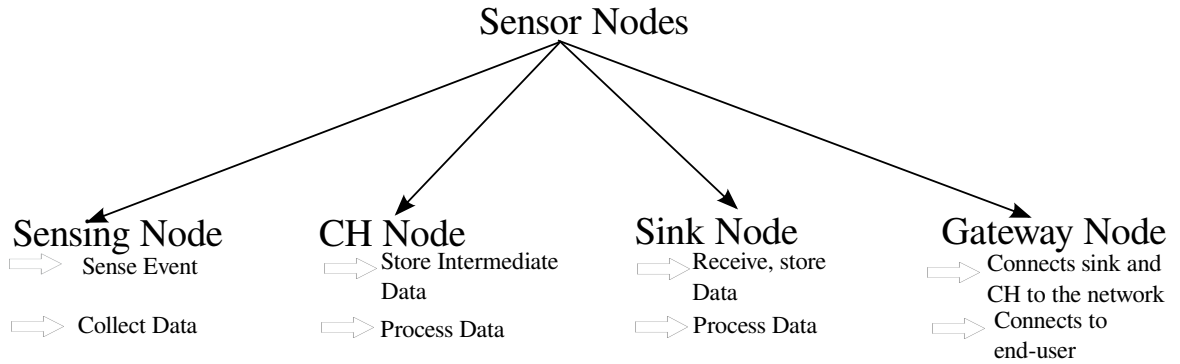 Sensor Nodes
Sensing Node
Sense Event
Collect Data
CH Node
Store Intermediate
Data
Process Data
Sink Node
Receive, store
Data
Process Data
Gateway Node
Connects sink and
CH to the network
Connects to
end-user